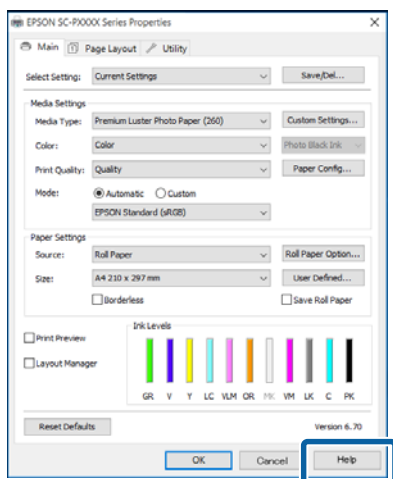 EPSON SC-PXXXX Series Properties
Main Page Layout Utility
Select Setting: Current Settings Save/Del...
Media Settings
Media Type: Premium Luster Photo Paper (260) Custom Settings...
Color: Color Photo Black Ink
Print Quality: Quality Paper Config...
Mode: Automatic Custom
EPSON Standard (sRGB)
Paper Settings
Source: Roll Paper Roll Paper Option...
Size: A4 210 x 297 mm User Defined...
Borderless Save Roll Paper
Ink Levels
Print Preview
Layout Manager
GR V Y LC VLM OR MK VM LK C PK
Reset Defaults Version 6.70
OK Cancel Help